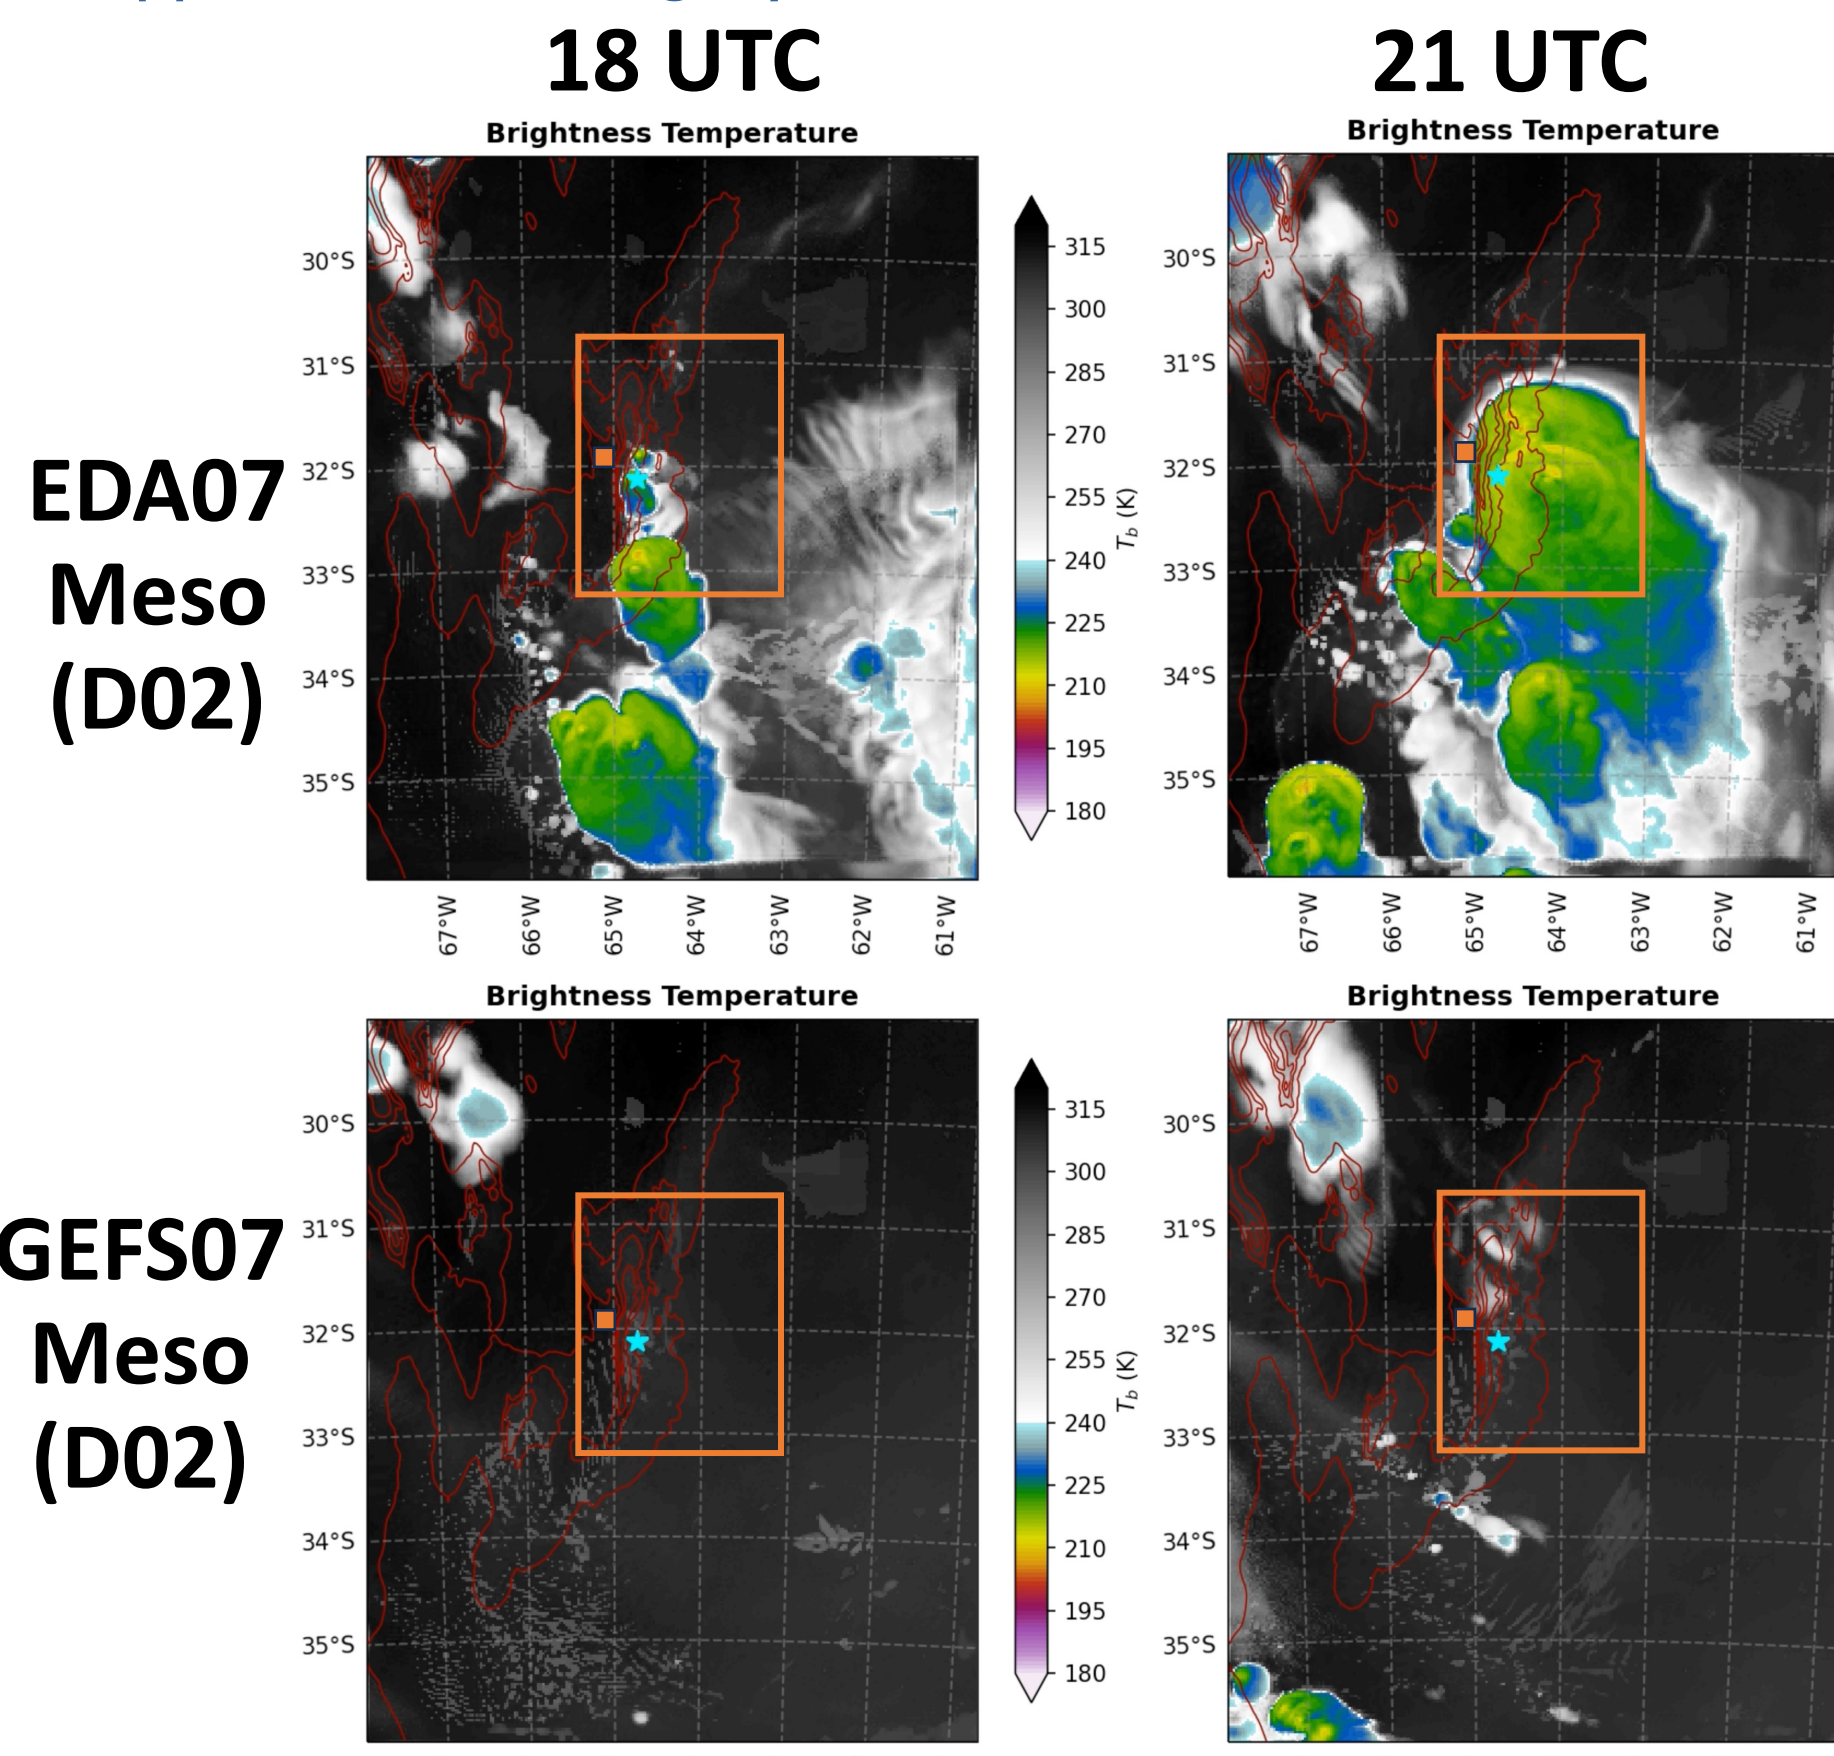 18 UTC
21 UTC
Brightness Temperature
Brightness Temperature
EDA07
Meso
(D02)
30°S
31°S
32°S
33°S
34°S
35°S
67°W
66°W
65°W
64°W
63°W
62°W
61°W
315
300
285
270
255
240
225
210
195
180
T_b (K)
30°S
31°S
32°S
33°S
34°S
35°S
67°W
66°W
65°W
64°W
63°W
62°W
61°W
Brightness Temperature
Brightness Temperature
GEFS07
Meso
(D02)
30°S
31°S
32°S
33°S
34°S
35°S
315
300
285
270
255
240
225
210
195
180
T_b (K)
30°S
31°S
32°S
33°S
34°S
35°S